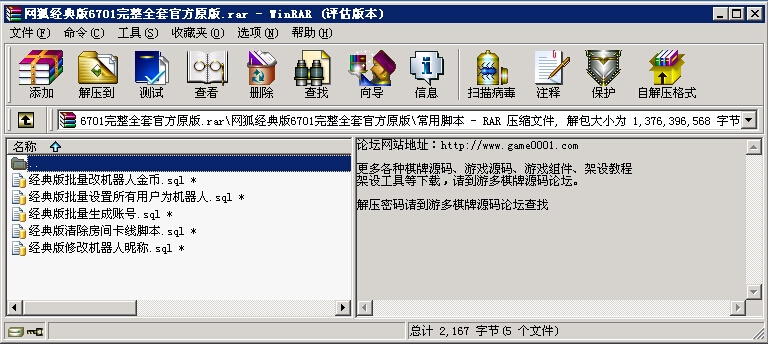 网狐经典版6701完整全套官方原版.rar - WinRAR (评估版本)
文件(F) 命令(C) 工具(S) 收藏夹(O) 选项(N) 帮助(H)
添加 解压到 测试 查看 删除 查找 向导 信息 扫描病毒 注释 保护 自解压格式
6701完整全套官方原版.rar\网狐经典版6701完整全套官方原版\常用脚本 - RAR 压缩文件, 解包大小为 1,376,396,568 字节
名称
..
经典版批量改机器人金币.sql *
经典版批量设置所有用户为机器人.sql *
经典版批量生成账号.sql *
经典版清除房间卡线脚本.sql *
经典版修改机器人昵称.sql *
论坛网站地址：http://www.game0001.com
更多各种棋牌源码、游戏源码、游戏组件、架设教程
架设工具等下载，请到游多棋牌源码论坛。
解压密码请到游多棋牌源码论坛查找
总计 2,167 字节(5 个文件)